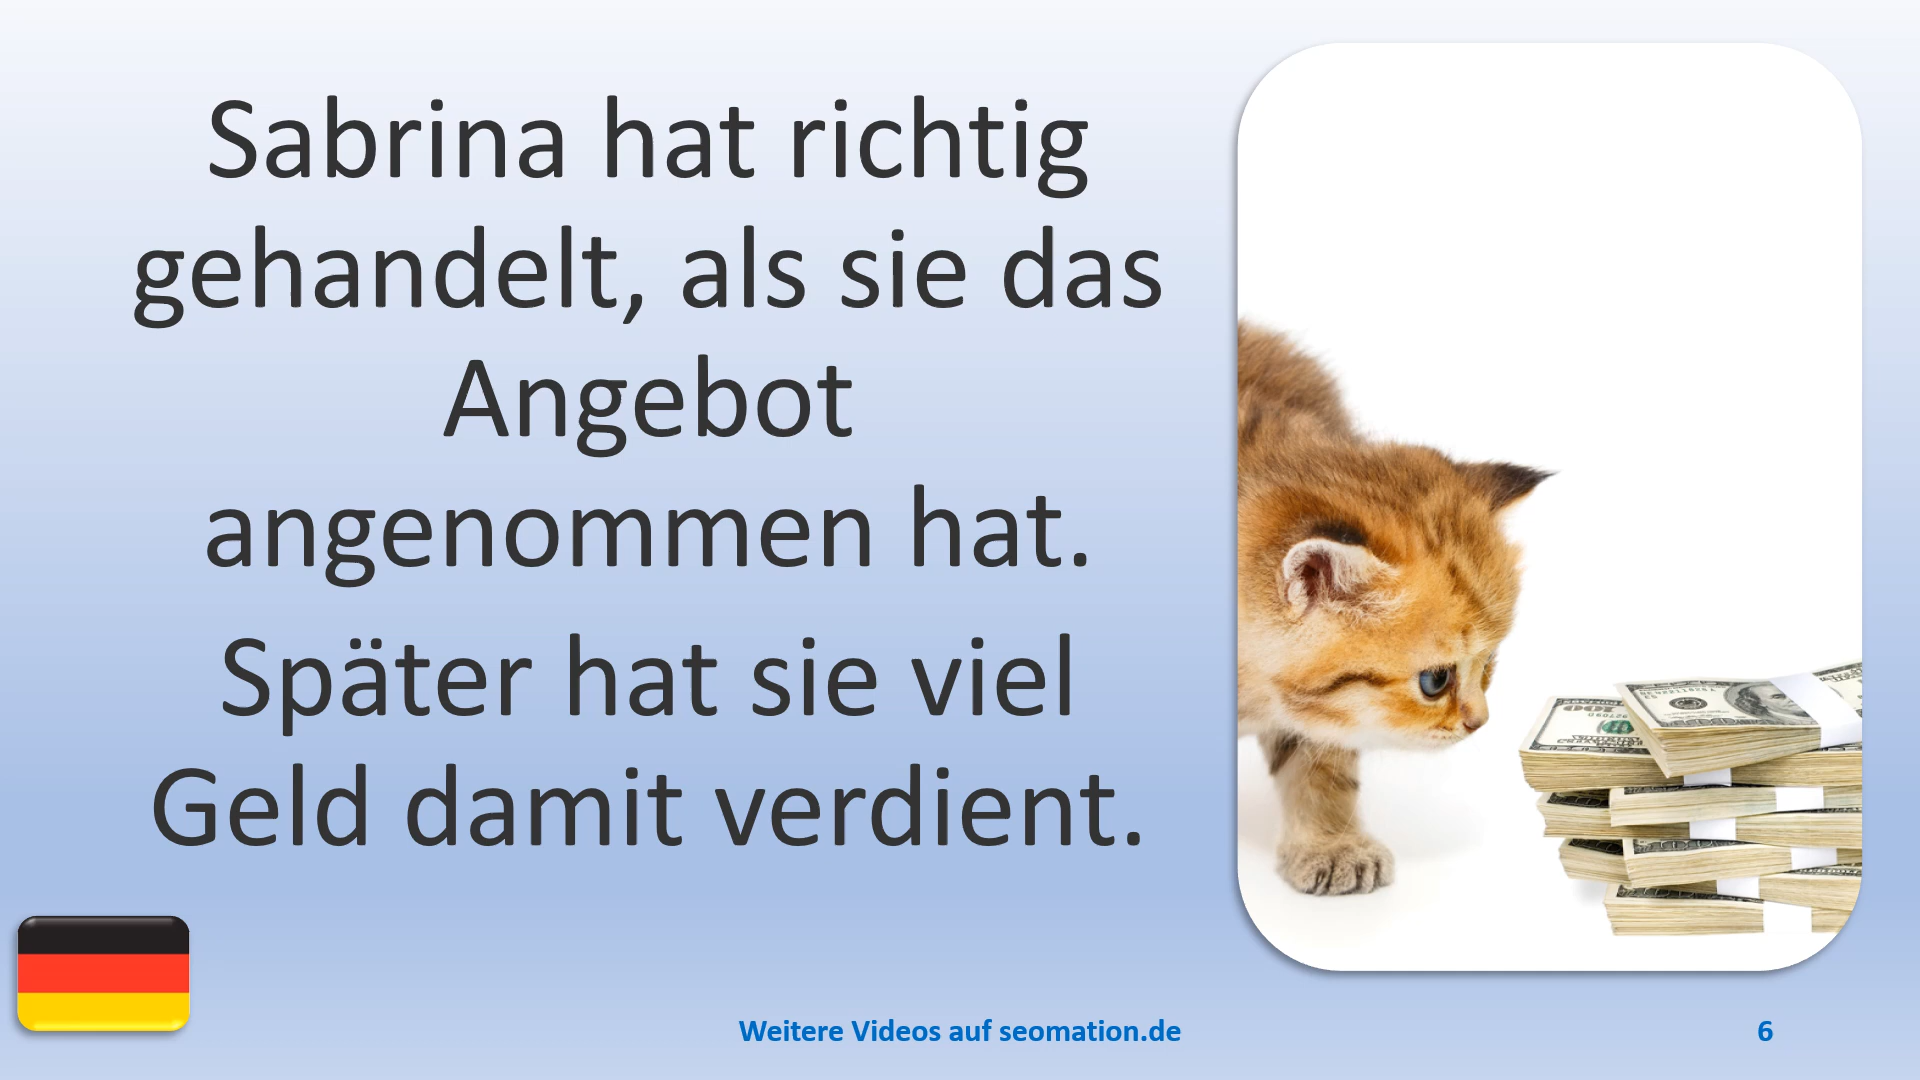 Sabrina hat richtig
gehandelt, als sie das
Angebot
angenommen hat.
Später hat sie viel
Geld damit verdient.
Weitere Videos auf seomation.de
6